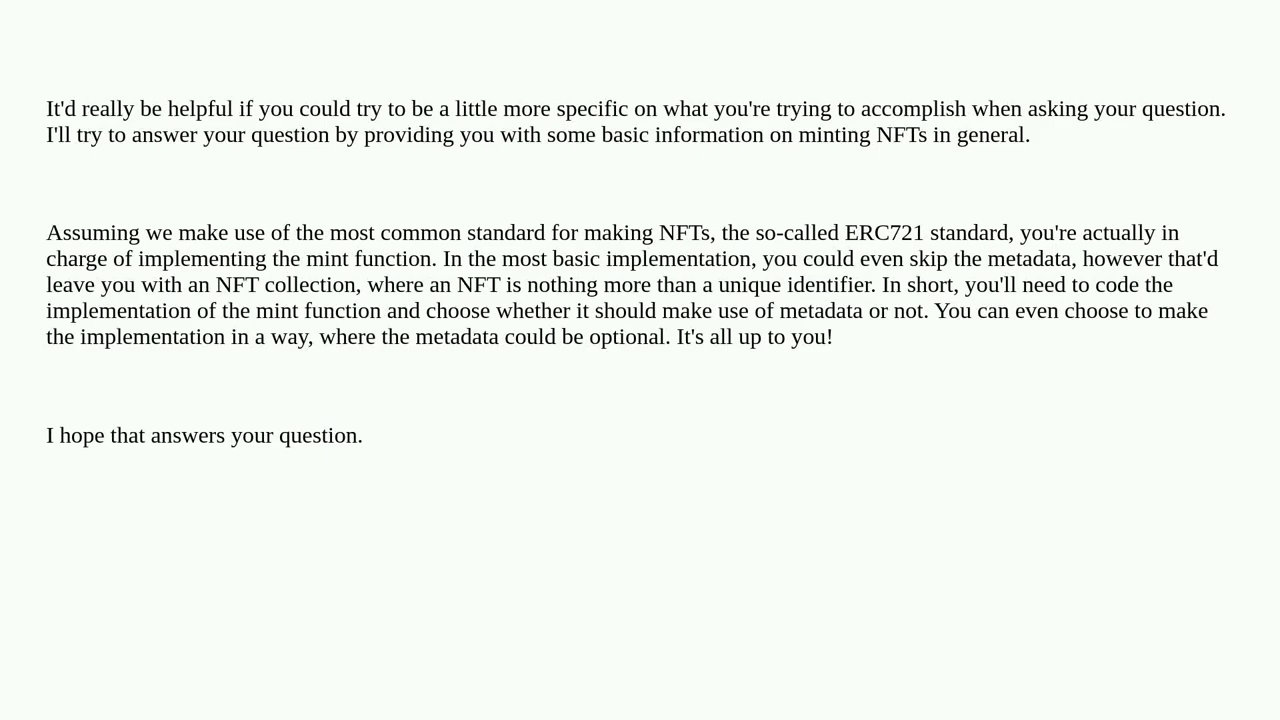 It'd really be helpful if you could try to be a little more specific on what you're trying to accomplish when asking your question.
I'll try to answer your question by providing you with some basic information on minting NFTs in general.
Assuming we make use of the most common standard for making NFTs, the so-called ERC721 standard, you're actually in
charge of implementing the mint function. In the most basic implementation, you could even skip the metadata, however that'd
leave you with an NFT collection, where an NFT is nothing more than a unique identifier. In short, you'll need to code the
implementation of the mint function and choose whether it should make use of metadata or not. You can even choose to make
the implementation in a way, where the metadata could be optional. It's all up to you!
I hope that answers your question.